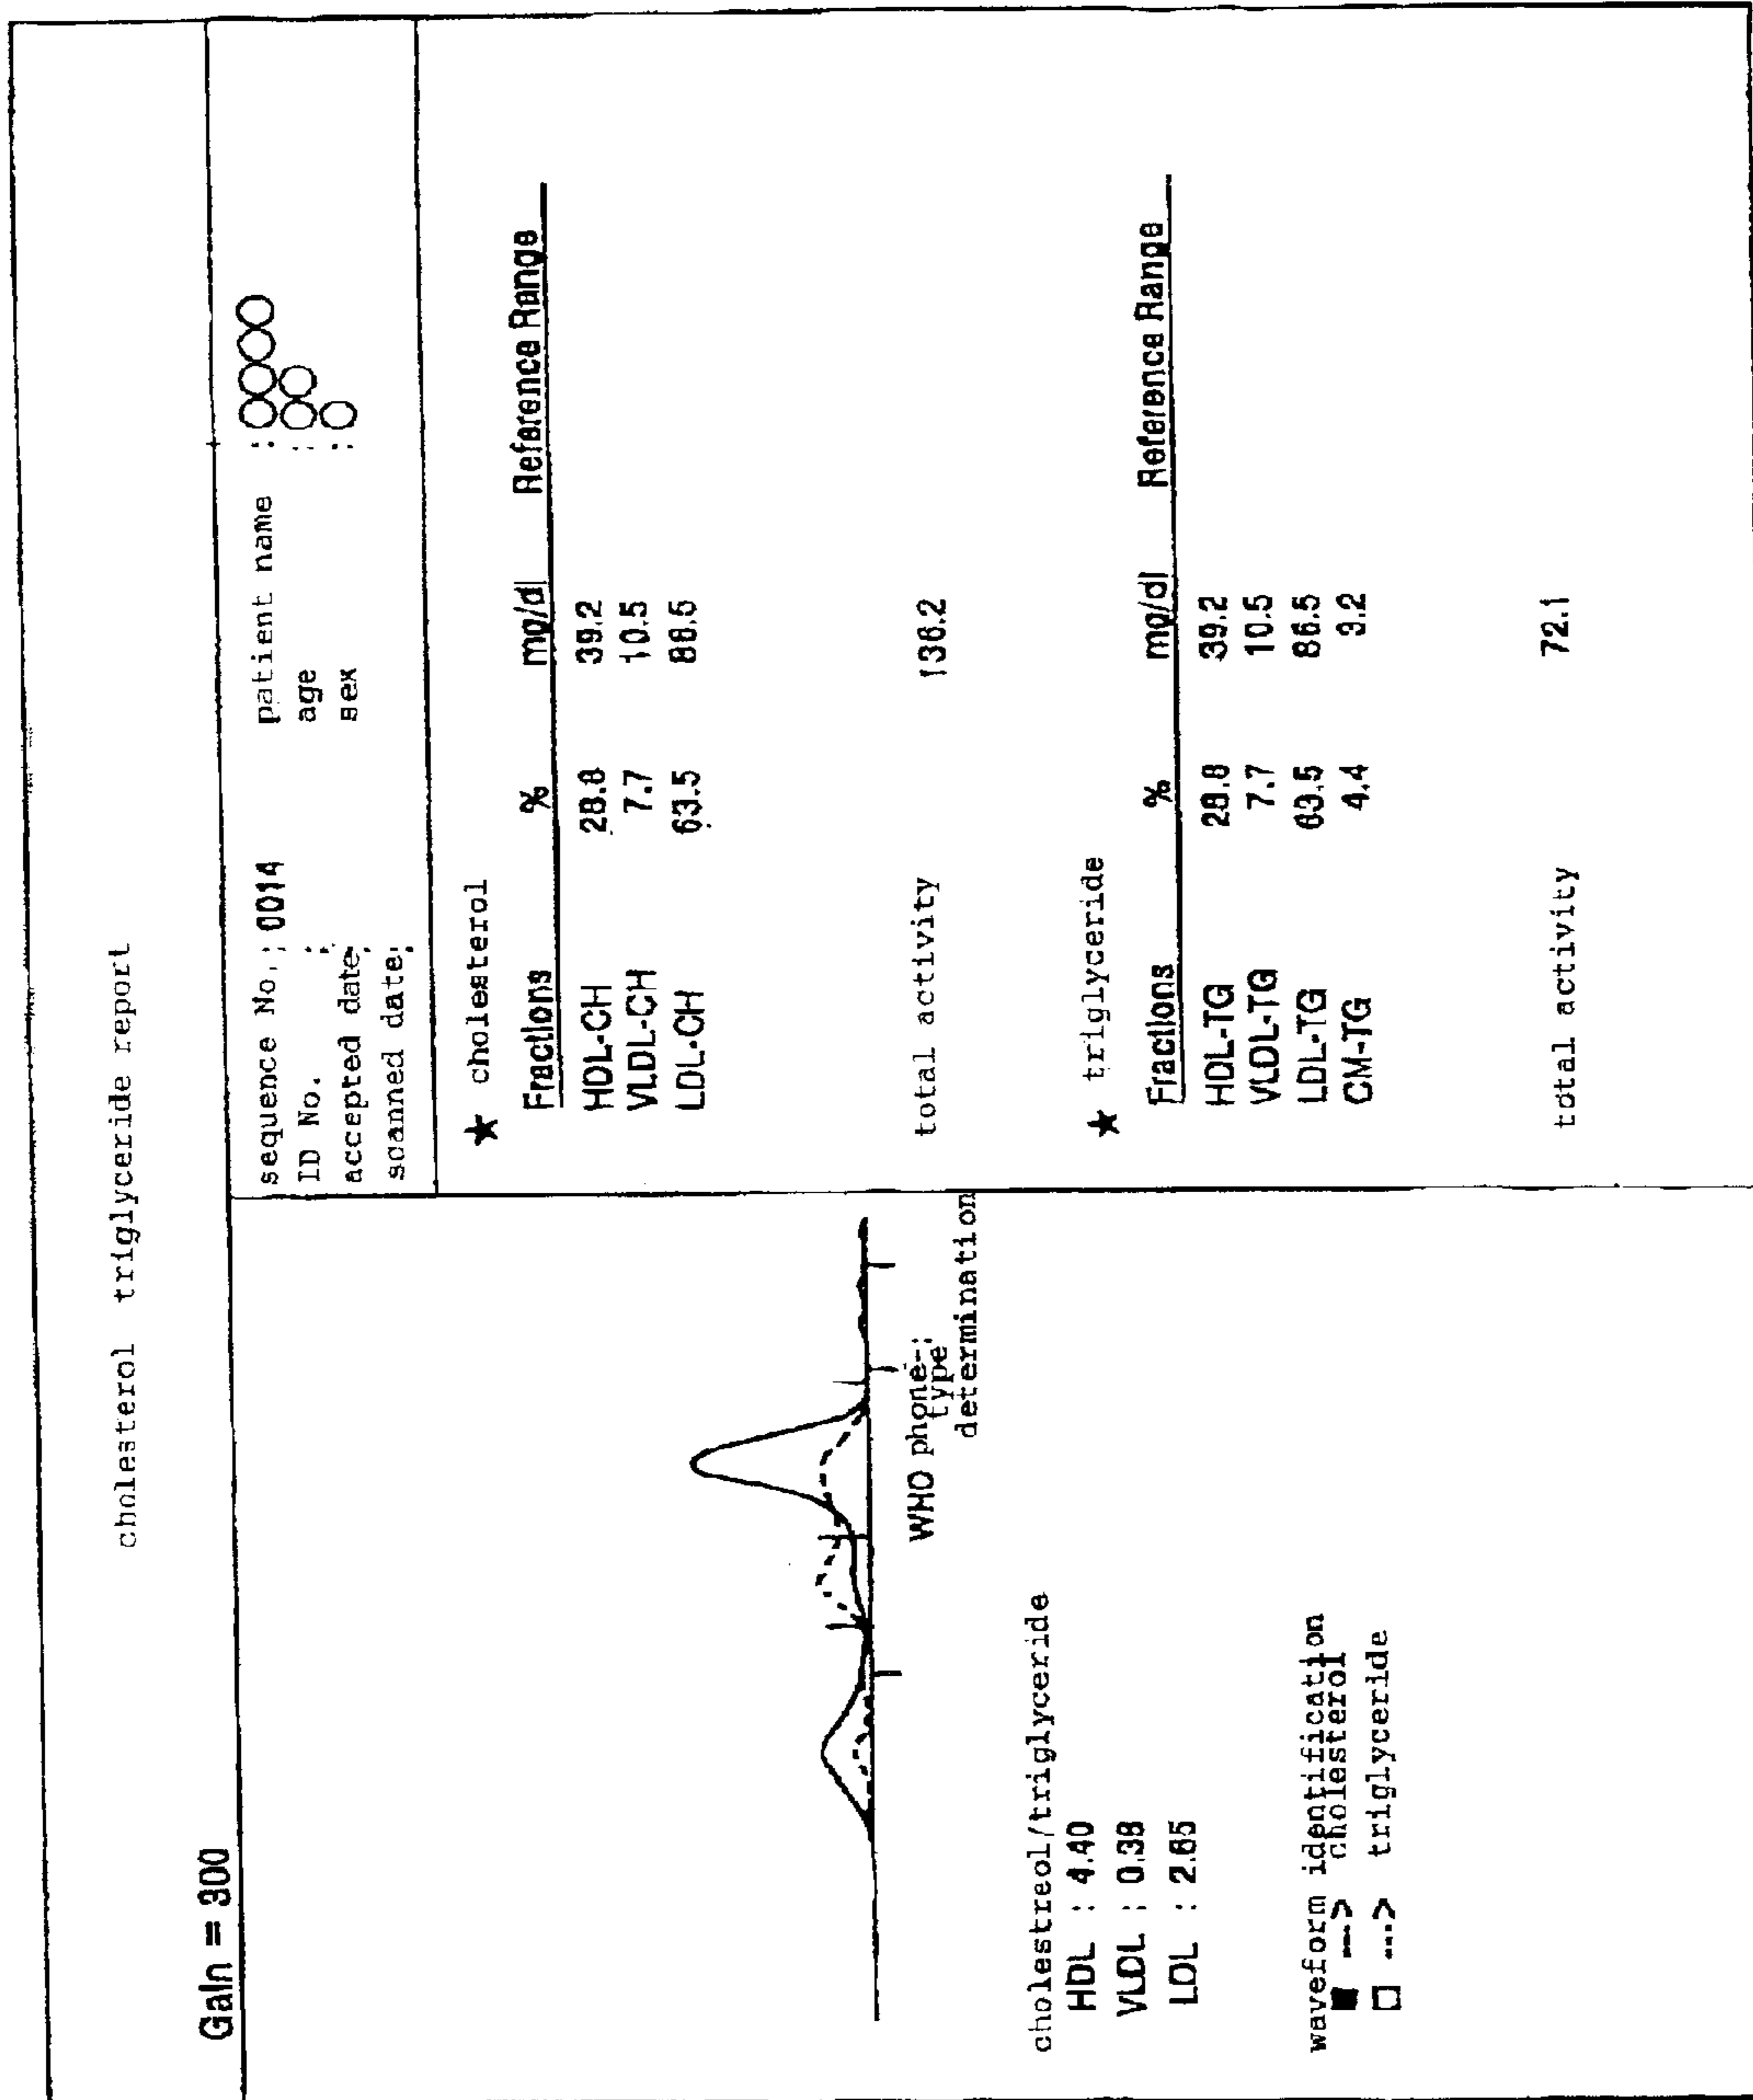 cholesterol triglyceride report
Gain = 300
sequence No. : 0014 patient name : ○○○○
ID No. : age : ○○
accepted date: sex : ○
scanned date:
WHO phone-:
type
determination
cholestreol/triglyceride
HDL : 4.40
VLDL : 0.38
LDL : 2.65
waveform identification
■ ---> cholesterol
□ ...> triglyceride
★ cholesterol
Fractions % mg/dl Reference Range
HDL-CH 28.8 39.2
VLDL-CH 7.7 10.5
LDL-CH 63.5 86.5
total activity 136.2
★ triglyceride
Fractions % mg/dl Reference Range
HDL-TG 28.8 39.2
VLDL-TG 7.7 10.5
LDL-TG 63.5 86.5
CM-TG 4.4 3.2
total activity 72.1